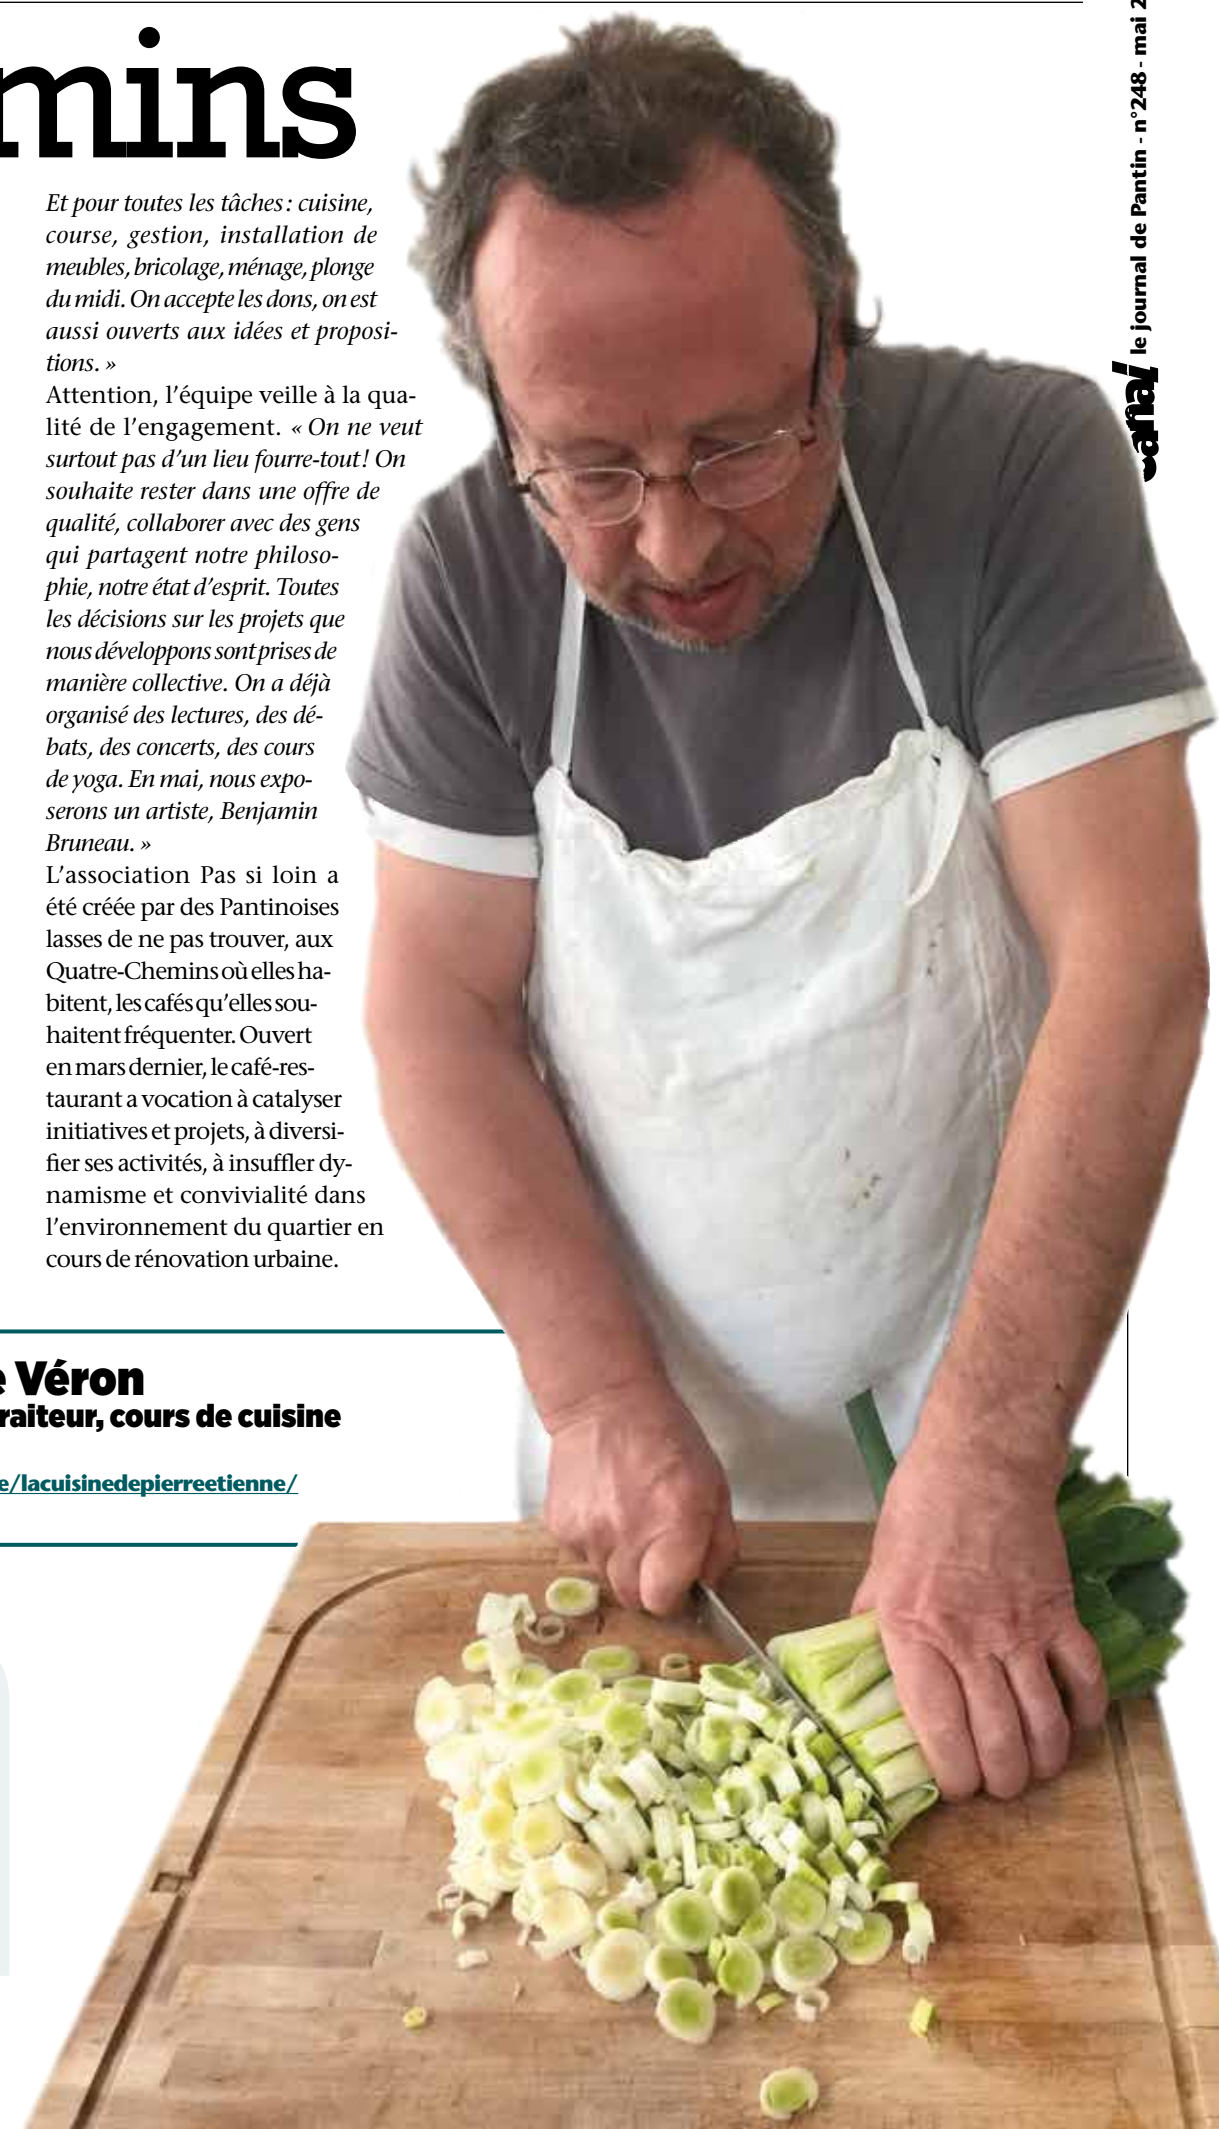 mins
Et pour toutes les tâches : cuisine,
course, gestion, installation de
meubles, bricolage, ménage, plonge
du midi. On accepte les dons, on est
aussi ouverts aux idées et proposi-
tions. »
Attention, l’équipe veille à la qua-
lité de l’engagement. « On ne veut
surtout pas d’un lieu fourre-tout ! On
souhaite rester dans une offre de
qualité, collaborer avec des gens
qui partagent notre philoso-
phie, notre état d’esprit. Toutes
les décisions sur les projets que
nous développons sont prises de
manière collective. On a déjà
organisé des lectures, des dé-
bats, des concerts, des cours
de yoga. En mai, nous expo-
serons un artiste, Benjamin
Bruneau. »
L’association Pas si loin a
été créée par des Pantinoises
lasses de ne pas trouver, aux
Quatre-Chemins où elles ha-
bitent, les cafés qu’elles sou-
haitent fréquenter. Ouvert
en mars dernier, le café-res-
taurant a vocation à catalyser
initiatives et projets, à diversi-
fier ses activités, à insuffler dy-
namisme et convivialité dans
l’environnement du quartier en
cours de rénovation urbaine.
e Véron
raiteur, cours de cuisine
e/lacuisinedepierreetienne/
canal le journal de Pantin - n°248 - mai 2